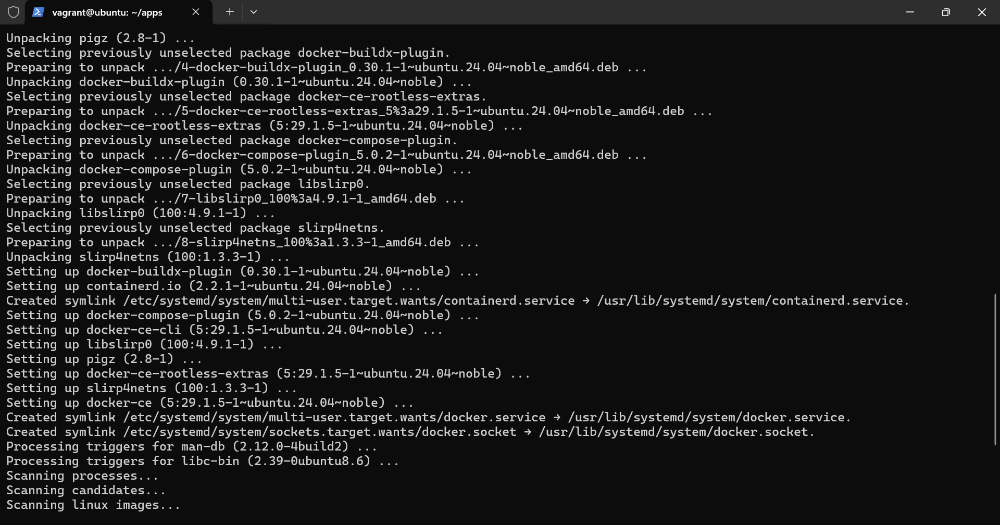 vagrant@ubuntu: ~/apps
Unpacking pigz (2.8-1) ...
Selecting previously unselected package docker-buildx-plugin.
Preparing to unpack .../4-docker-buildx-plugin_0.30.1-1~ubuntu.24.04~noble_amd64.deb ...
Unpacking docker-buildx-plugin (0.30.1-1~ubuntu.24.04~noble) ...
Selecting previously unselected package docker-ce-rootless-extras.
Preparing to unpack .../5-docker-ce-rootless-extras_5%3a29.1.5-1~ubuntu.24.04~noble_amd64.deb ...
Unpacking docker-ce-rootless-extras (5:29.1.5-1~ubuntu.24.04~noble) ...
Selecting previously unselected package docker-compose-plugin.
Preparing to unpack .../6-docker-compose-plugin_5.0.2-1~ubuntu.24.04~noble_amd64.deb ...
Unpacking docker-compose-plugin (5.0.2-1~ubuntu.24.04~noble) ...
Selecting previously unselected package libslirp0.
Preparing to unpack .../7-libslirp0_100%3a4.9.1-1_amd64.deb ...
Unpacking libslirp0 (100:4.9.1-1) ...
Selecting previously unselected package slirp4netns.
Preparing to unpack .../8-slirp4netns_100%3a1.3.3-1_amd64.deb ...
Unpacking slirp4netns (100:1.3.3-1) ...
Setting up docker-buildx-plugin (0.30.1-1~ubuntu.24.04~noble) ...
Setting up containerd.io (2.2.1-1~ubuntu.24.04~noble) ...
Created symlink /etc/systemd/system/multi-user.target.wants/containerd.service → /usr/lib/systemd/system/containerd.service.
Setting up docker-compose-plugin (5.0.2-1~ubuntu.24.04~noble) ...
Setting up docker-ce-cli (5:29.1.5-1~ubuntu.24.04~noble) ...
Setting up libslirp0 (100:4.9.1-1) ...
Setting up pigz (2.8-1) ...
Setting up docker-ce-rootless-extras (5:29.1.5-1~ubuntu.24.04~noble) ...
Setting up slirp4netns (100:1.3.3-1) ...
Setting up docker-ce (5:29.1.5-1~ubuntu.24.04~noble) ...
Created symlink /etc/systemd/system/multi-user.target.wants/docker.service → /usr/lib/systemd/system/docker.service.
Created symlink /etc/systemd/system/sockets.target.wants/docker.socket → /usr/lib/systemd/system/docker.socket.
Processing triggers for man-db (2.12.0-4build2) ...
Processing triggers for libc-bin (2.39-0ubuntu8.6) ...
Scanning processes...
Scanning candidates...
Scanning linux images...